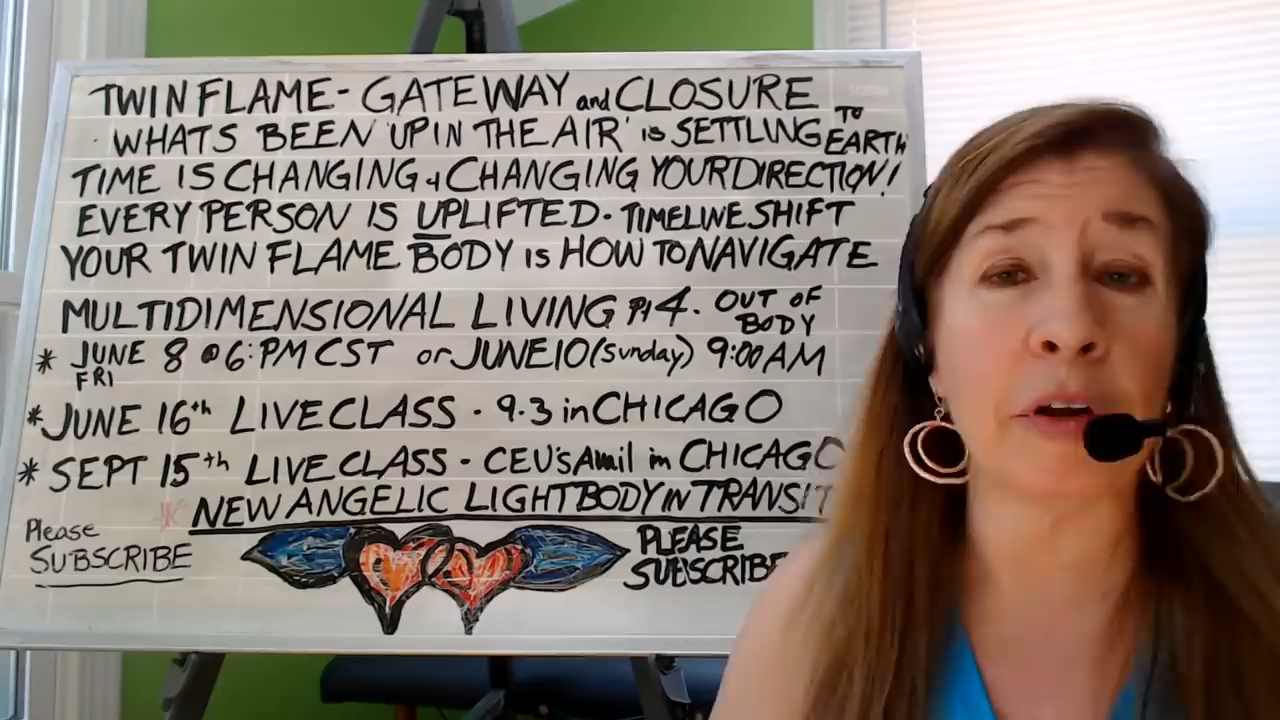 TWIN FLAME - GATEWAY and CLOSURE
· WHATS BEEN 'UP IN THE AIR' is SETTLING TO EARTH
TIME IS CHANGING + CHANGING YOUR DIRECTION!
EVERY PERSON IS UPLIFTED - TIMELINE SHIFT
YOUR TWIN FLAME BODY is HOW TO NAVIGATE
MULTIDIMENSIONAL LIVING Pt 4. OUT OF BODY
* JUNE 8 @ 6:PM CST or JUNE 10 (Sunday) 9:00 AM
FRI
* JUNE 16th LIVE CLASS - 9-3 in CHICAGO
* SEPT 15th LIVE CLASS - CEU's Avail in CHICAGO
NEW ANGELIC LIGHTBODY IN TRANSIT
Please
SUBSCRIBE
PLEASE
SUBSCRIBE